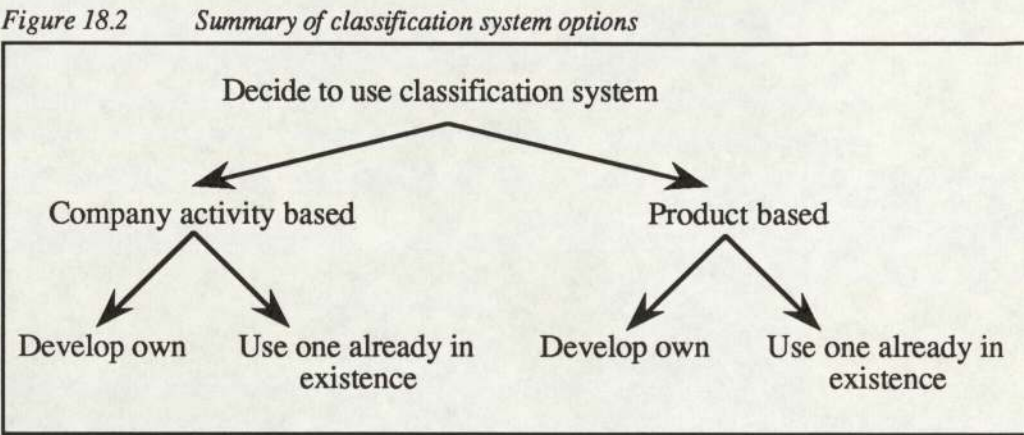 Figure 18.2 Summary of classification system options
Decide to use classification system
Company activity based
Product based
Develop own
Use one already in
existence
Develop own
Use one already in
existence